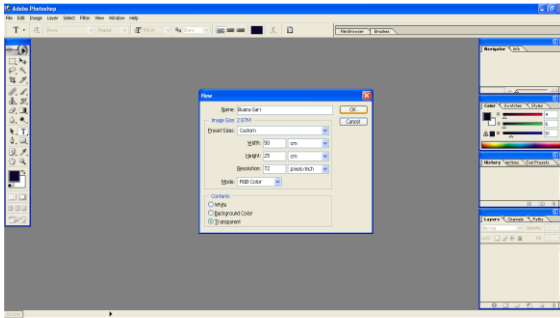 Adobe Photoshop
File Edit Image Layer Select Filter View Window Help
T
File Browser Brushes
Navigator Info
New
Name: Ekama Sari
OK
Image Size: 2.87M
Cancel
Preset Sizes: Custom
Width: 50 cm
Height: 25 cm
Resolution: 72 pixels/inch
Mode: RGB Color
Contents
White
Background Color
Transparent
Color Swatches Styles
R
G
B
History Actions Tool Presets
Layers Channels Paths